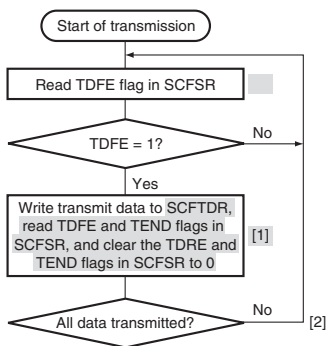 Start of transmission
Read TDFE flag in SCFSR
TDFE = 1?
No
Yes
Write transmit data to SCFTDR,
read TDFE and TEND flags in
SCFSR, and clear the TDRE and
TEND flags in SCFSR to 0
[1]
All data transmitted?
No
[2]